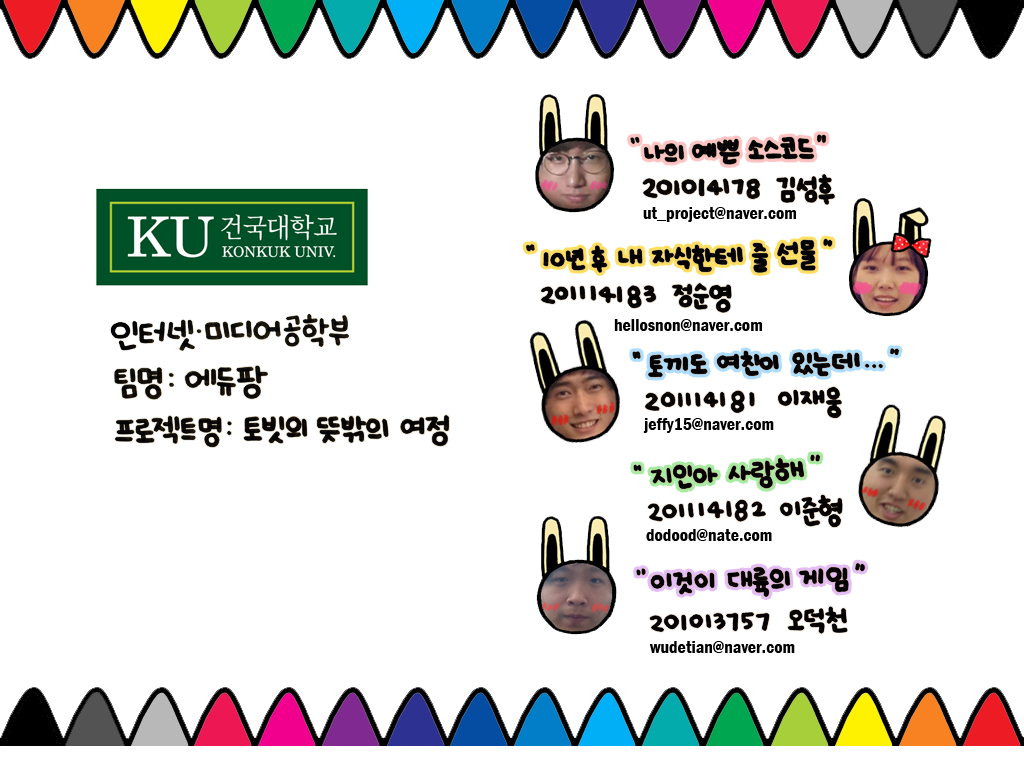 KU 건국대학교
KONKUK UNIV.
인터넷·미디어공학부
팀명: 에듀팡
프로젝트명: 토빗의 뜻밖의 여정
"나의 예쁜 소스코드"
201014178 김성후
ut_project@naver.com
"10년 후 내 자식한테 줄 선물"
201114183 정순영
hellosnon@naver.com
"토끼도 여친이 있는데..."
201114181 이재웅
jeffy15@naver.com
"지인아 사랑해"
201114182 이준형
dodood@nate.com
"이것이 대륙의 게임"
201013757 오덕천
wudetian@naver.com